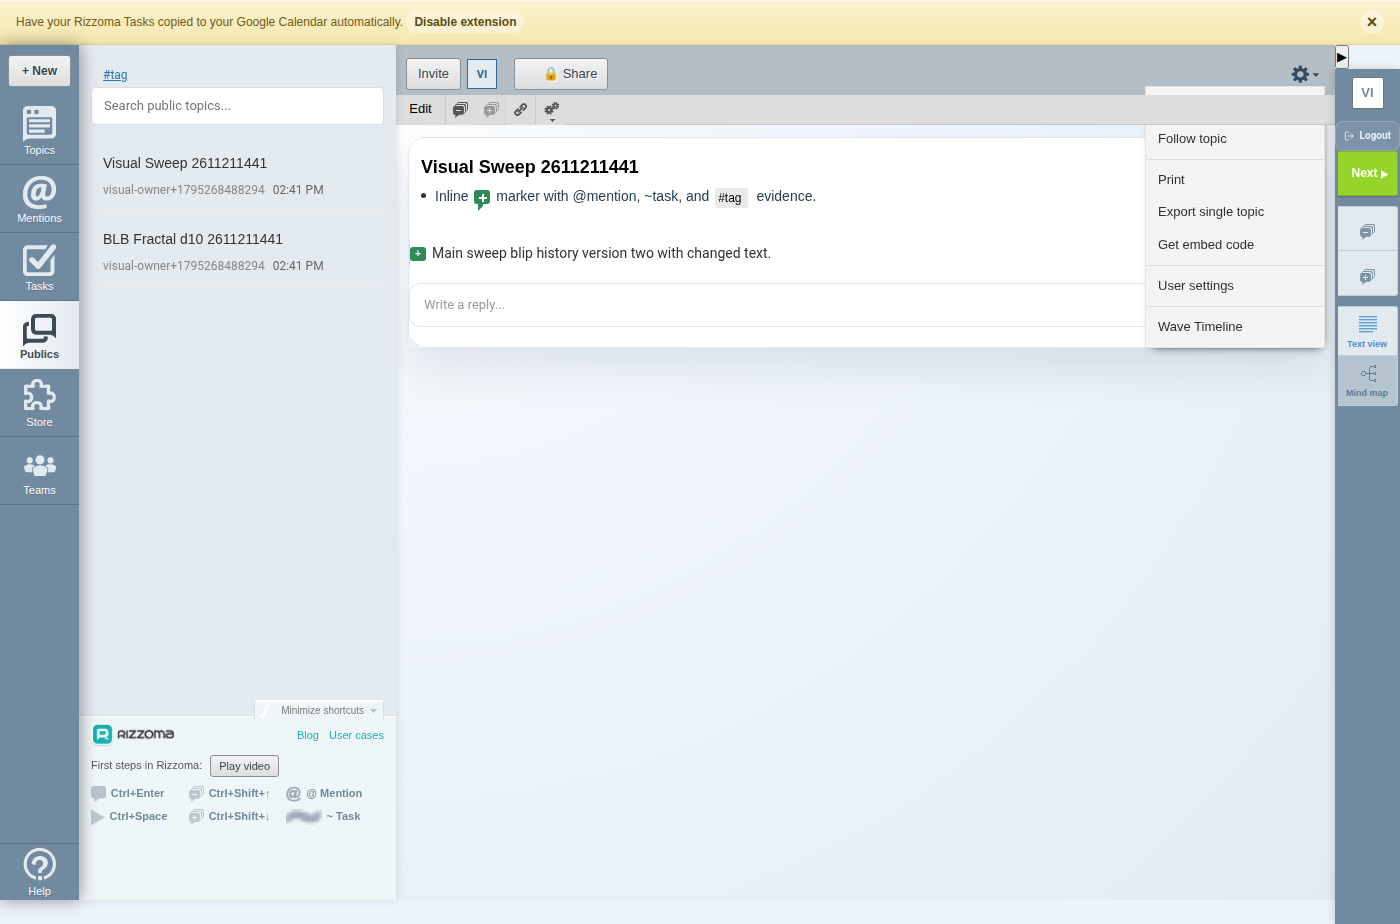 Have your Rizzoma Tasks copied to your Google Calendar automatically. Disable extension ✕
+ New
Topics
Mentions
Tasks
Publics
Store
Teams
Help
#tag
Search public topics...
Visual Sweep 2611211441
visual-owner+1795268488294 02:41 PM
BLB Fractal d10 2611211441
visual-owner+1795268488294 02:41 PM
Minimize shortcuts
RIZZOMA Blog User cases
First steps in Rizzoma: Play video
Ctrl+Enter Ctrl+Shift+↑ @ Mention
Ctrl+Space Ctrl+Shift+↓ ~ Task
Invite VI 🔒 Share
Edit
Visual Sweep 2611211441
• Inline + marker with @mention, ~task, and #tag evidence.
+ Main sweep blip history version two with changed text.
Write a reply...
Follow topic
Print
Export single topic
Get embed code
User settings
Wave Timeline
▶
VI
Logout
Next ▶
Text view
Mind map